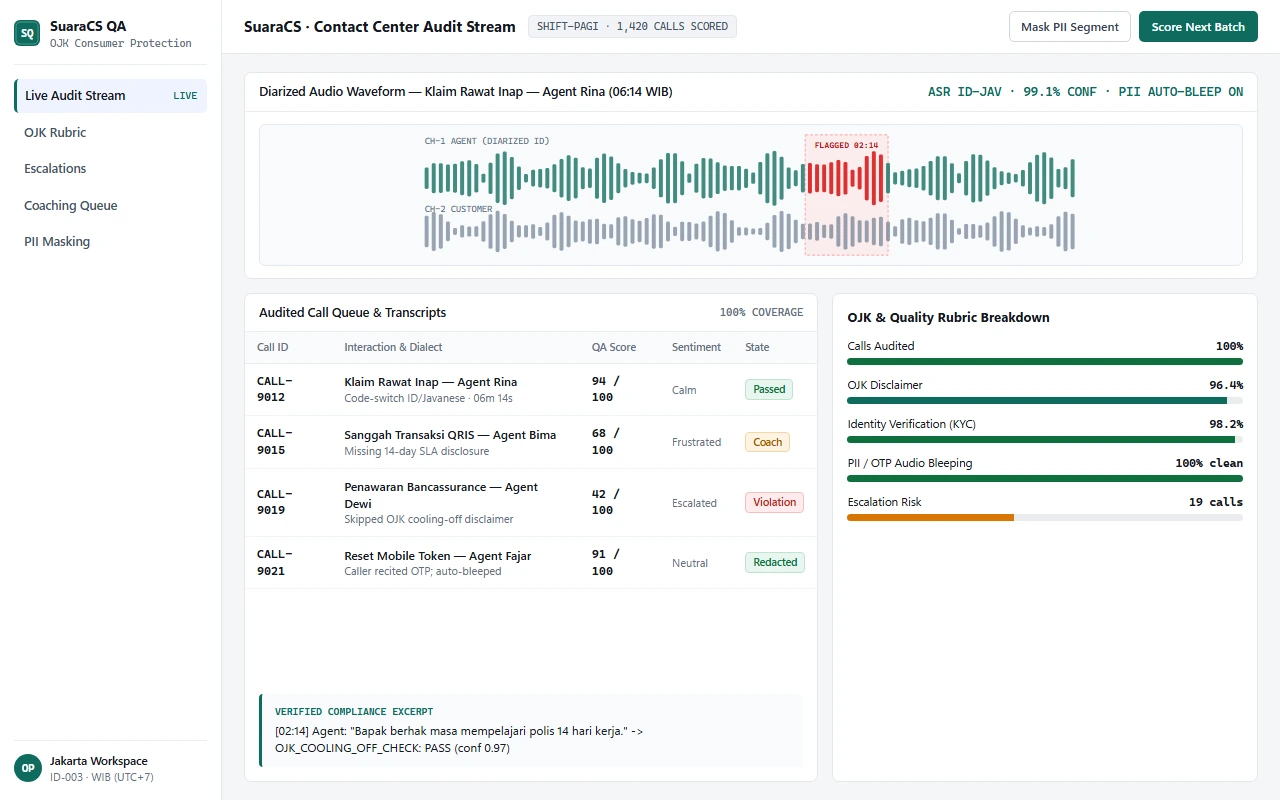 SQ
SuaraCS QA
OJK Consumer Protection
Live Audit Stream LIVE
OJK Rubric
Escalations
Coaching Queue
PII Masking
OP
Jakarta Workspace
ID-003 · WIB (UTC+7)
SuaraCS · Contact Center Audit Stream SHIFT-PAGI · 1,420 CALLS SCORED Mask PII Segment Score Next Batch
Diarized Audio Waveform — Klaim Rawat Inap — Agent Rina (06:14 WIB) ASR ID-JAV · 99.1% CONF · PII AUTO-BLEEP ON
CH-1 AGENT (DIARIZED ID)
FLAGGED 02:14
CH-2 CUSTOMER
Audited Call Queue & Transcripts 100% COVERAGE
Call ID Interaction & Dialect QA Score Sentiment State
CALL-9012 Klaim Rawat Inap — Agent Rina 94 / 100 Calm Passed
Code-switch ID/Javanese · 06m 14s
CALL-9015 Sanggah Transaksi QRIS — Agent Bima 68 / 100 Frustrated Coach
Missing 14-day SLA disclosure
CALL-9019 Penawaran Bancassurance — Agent Dewi 42 / 100 Escalated Violation
Skipped OJK cooling-off disclaimer
CALL-9021 Reset Mobile Token — Agent Fajar 91 / 100 Neutral Redacted
Caller recited OTP; auto-bleeped
VERIFIED COMPLIANCE EXCERPT
[02:14] Agent: "Bapak berhak masa mempelajari polis 14 hari kerja." ->
OJK_COOLING_OFF_CHECK: PASS (conf 0.97)
OJK & Quality Rubric Breakdown
Calls Audited 100%
OJK Disclaimer 96.4%
Identity Verification (KYC) 98.2%
PII / OTP Audio Bleeping 100% clean
Escalation Risk 19 calls